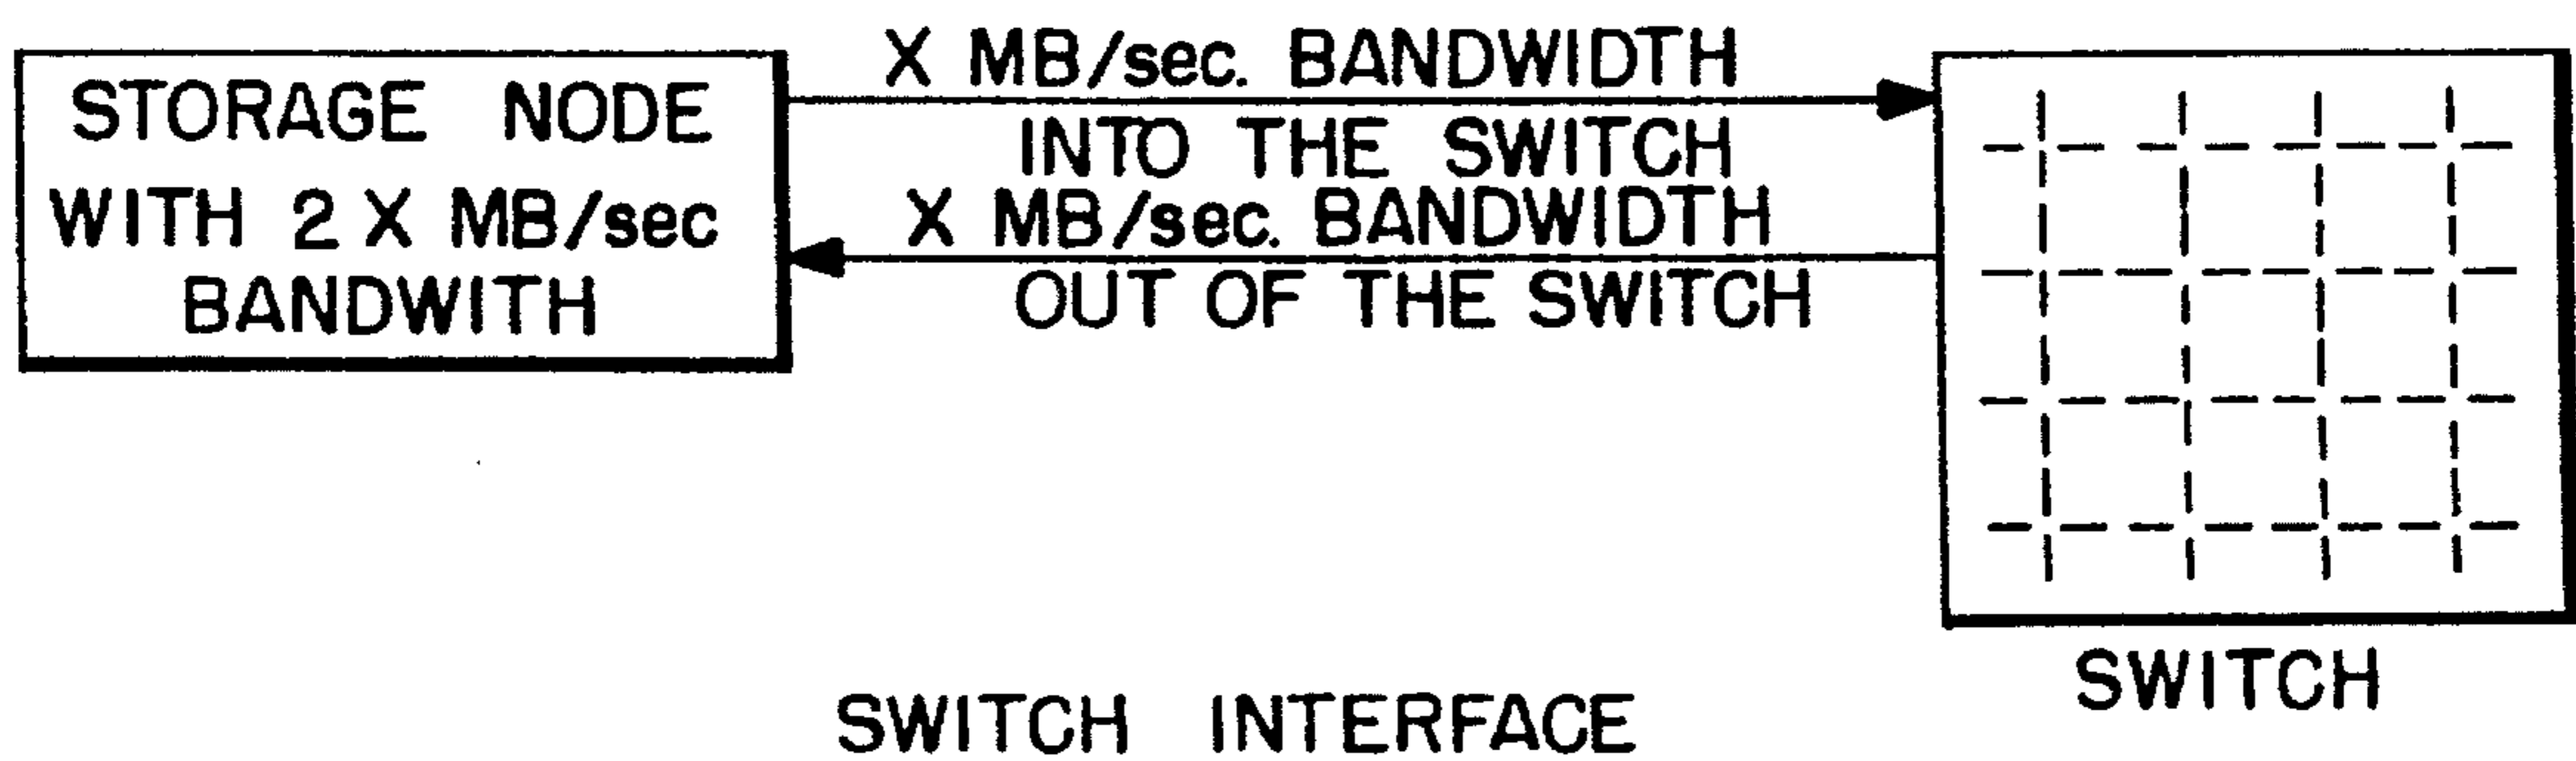 STORAGE NODE
WITH 2 X MB/sec
BANDWITH
X MB/sec. BANDWIDTH
INTO THE SWITCH
X MB/sec. BANDWIDTH
OUT OF THE SWITCH
SWITCH
SWITCH INTERFACE